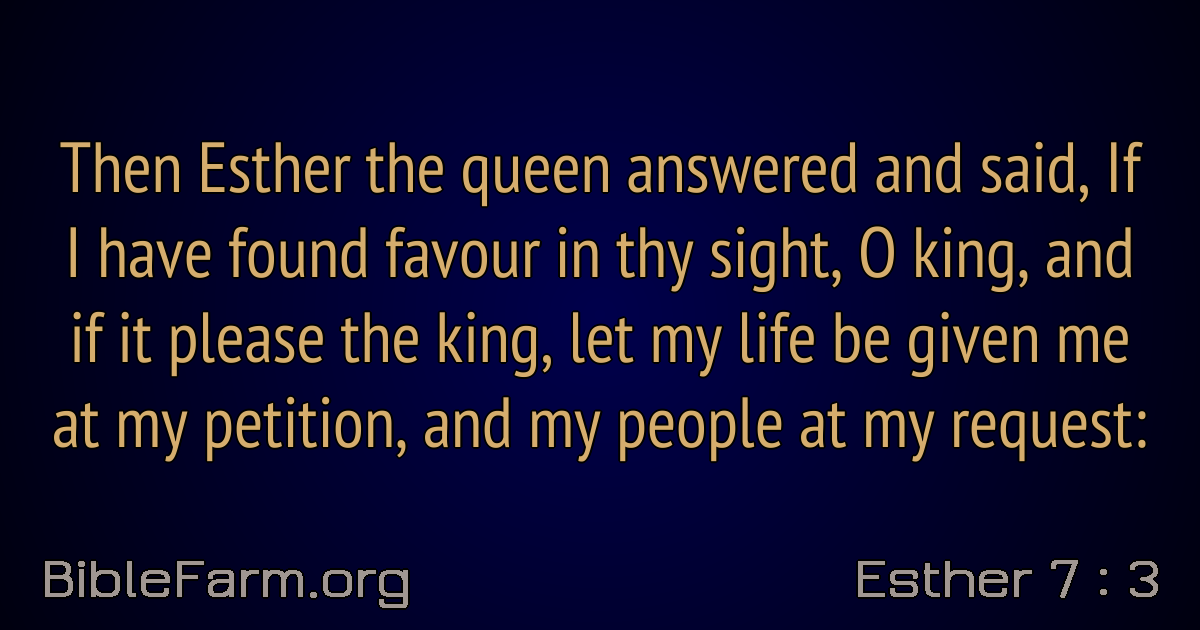 Then Esther the queen answered and said, If
I have found favour in thy sight, O king, and
if it please the king, let my life be given me
at my petition, and my people at my request:
BibleFarm.org
Esther 7 : 3